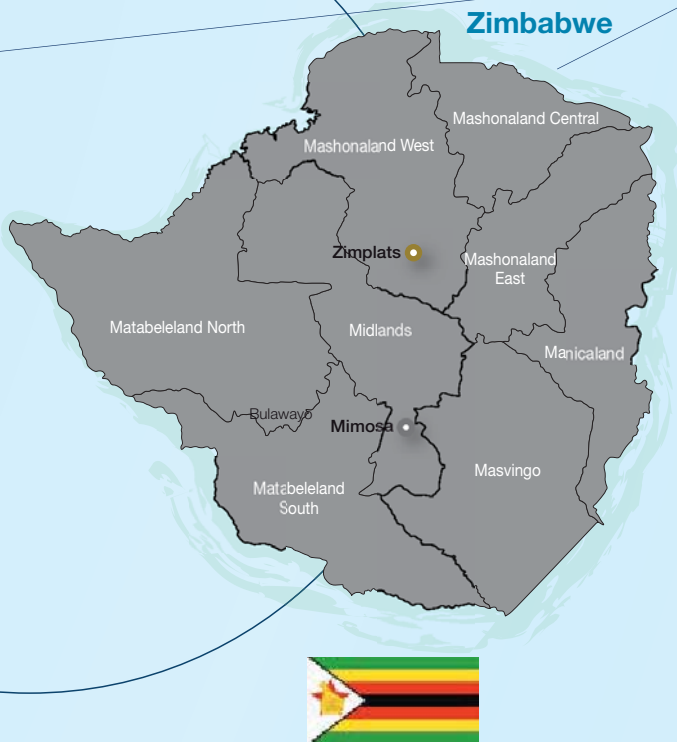 Zimbabwe
Mashonaland Central
Mashonaland West
Zimplats
Mashonaland
East
Matabeleland North
Midlands
Manicaland
Bulawayo
Mimosa
Masvingo
Matabeleland
South